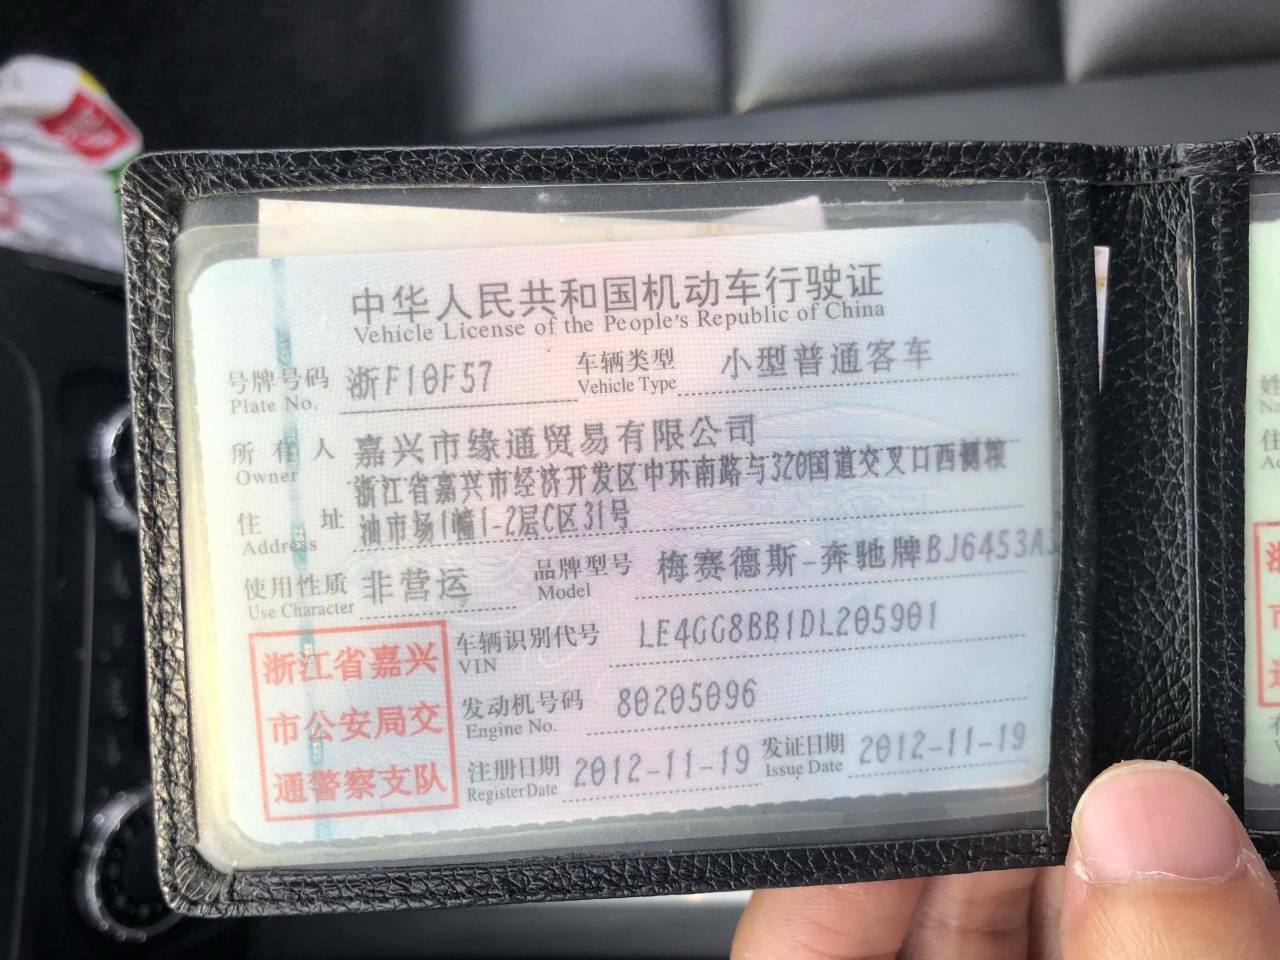 中华人民共和国机动车行驶证
Vehicle License of the People's Republic of China
号牌号码 浙F10F57 车辆类型 小型普通客车
Plate No. Vehicle Type
所有人 嘉兴市缘通贸易有限公司
Owner
浙江省嘉兴市经济开发区中环南路与320国道交叉口西侧粮
住址 油市场1幢1-2层C区31号
Address
使用性质 非营运 品牌型号 梅赛德斯-奔驰牌BJ6453A
Use Character Model
车辆识别代号 LE4GG8BB1DL205901
VIN
发动机号码 80205096
Engine No.
注册日期 2012-11-19 发证日期 2012-11-19
Register Date Issue Date
浙江省嘉兴
市公安局交
通警察支队